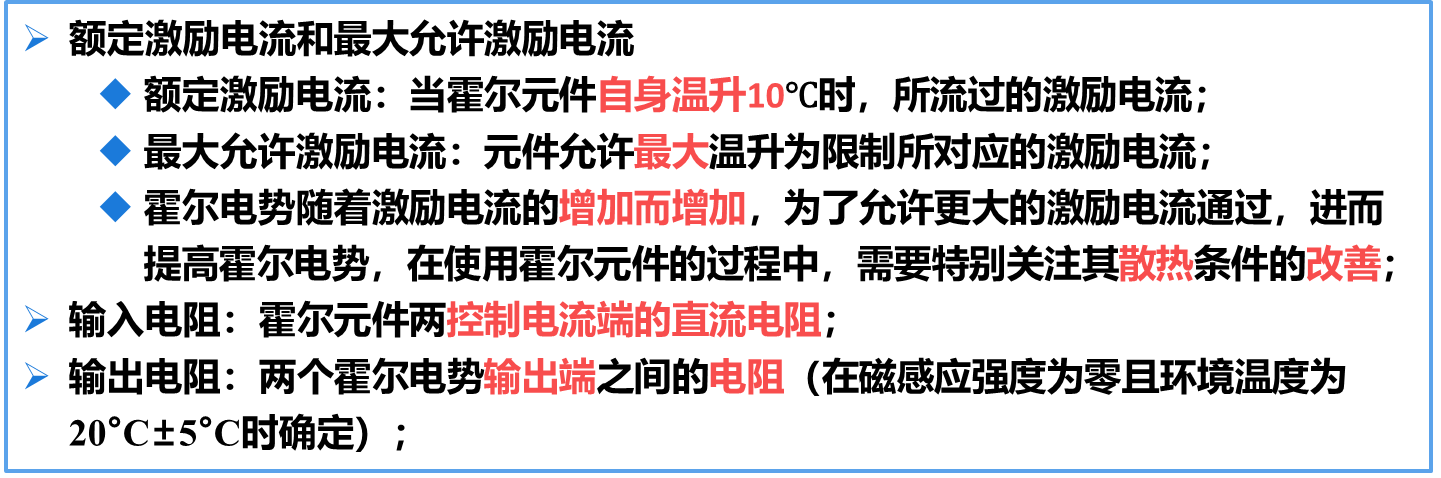 额定激励电流和最大允许激励电流
额定激励电流：当霍尔元件自身温升10℃时，所流过的激励电流；
最大允许激励电流：元件允许最大温升为限制所对应的激励电流；
霍尔电势随着激励电流的增加而增加，为了允许更大的激励电流通过，进而
提高霍尔电势，在使用霍尔元件的过程中，需要特别关注其散热条件的改善；
输入电阻：霍尔元件两控制电流端的直流电阻；
输出电阻：两个霍尔电势输出端之间的电阻（在磁感应强度为零且环境温度为
20°C±5°C时确定）；